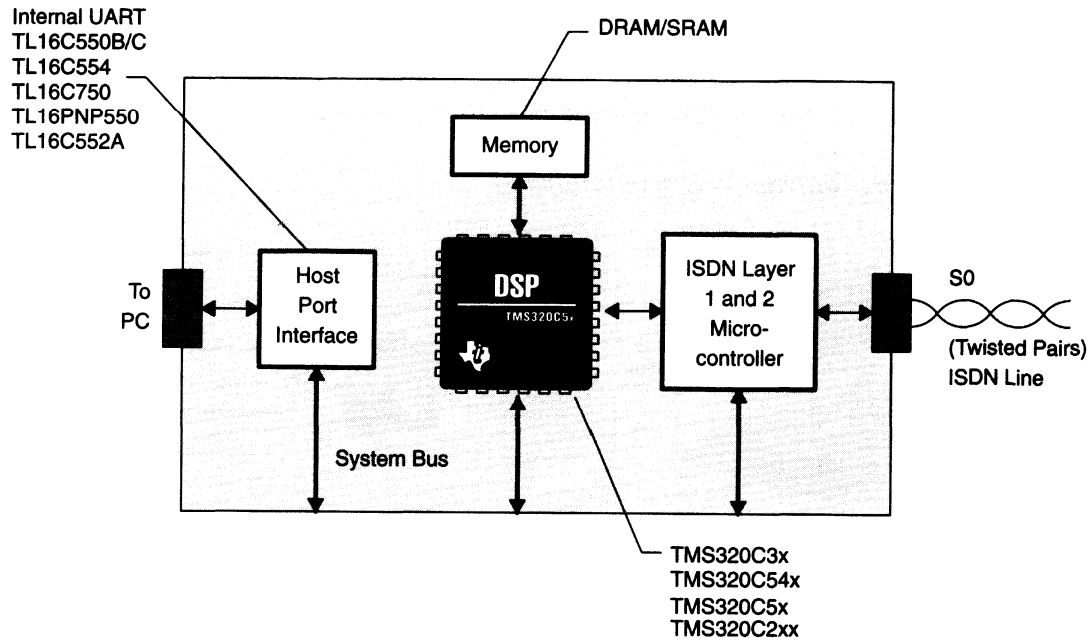 Internal UART
TL16C550B/C
TL16C554
TL16C750
TL16PNP550
TL16C552A
DRAM/SRAM
Memory
To
PC
Host
Port
Interface
DSP
TMS320C5x
ISDN Layer
1 and 2
Micro-
controller
S0
(Twisted Pairs)
ISDN Line
System Bus
TMS320C3x
TMS320C54x
TMS320C5x
TMS320C2xx